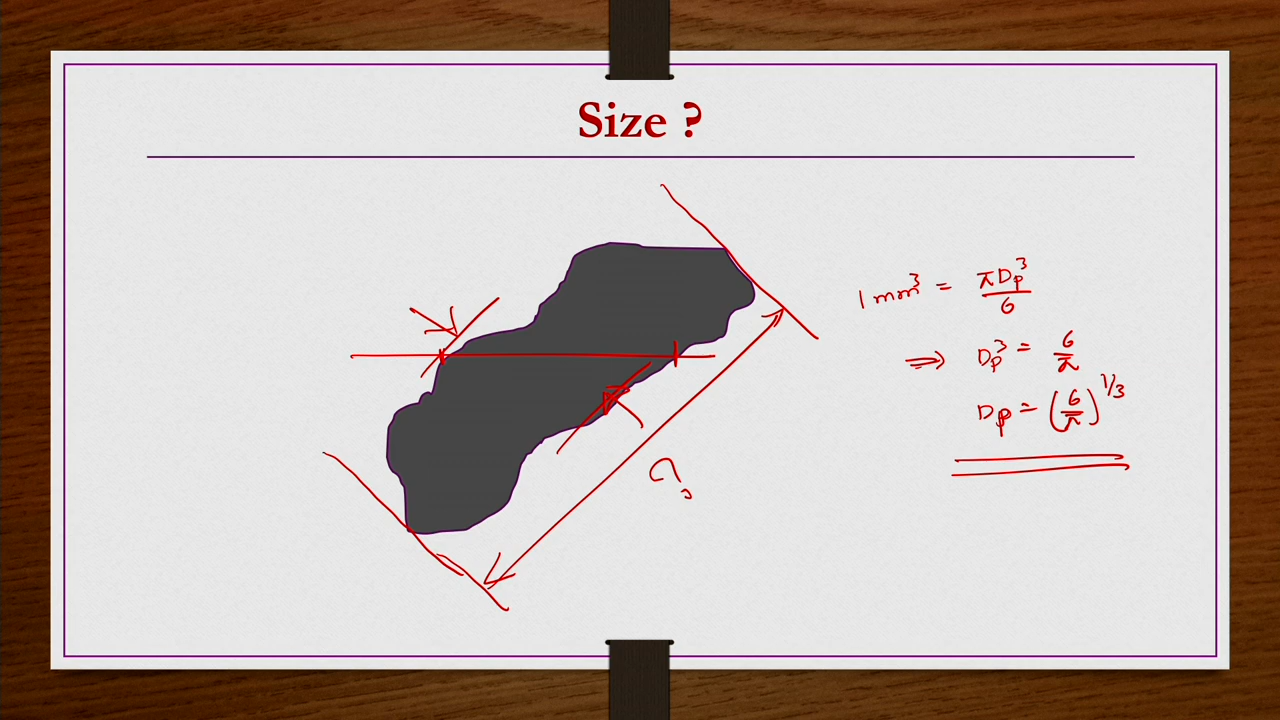 Size ?
1 mm³ = πDp³/6
⇒ Dp³ = 6/π
Dp = (6/π)^1/3
?